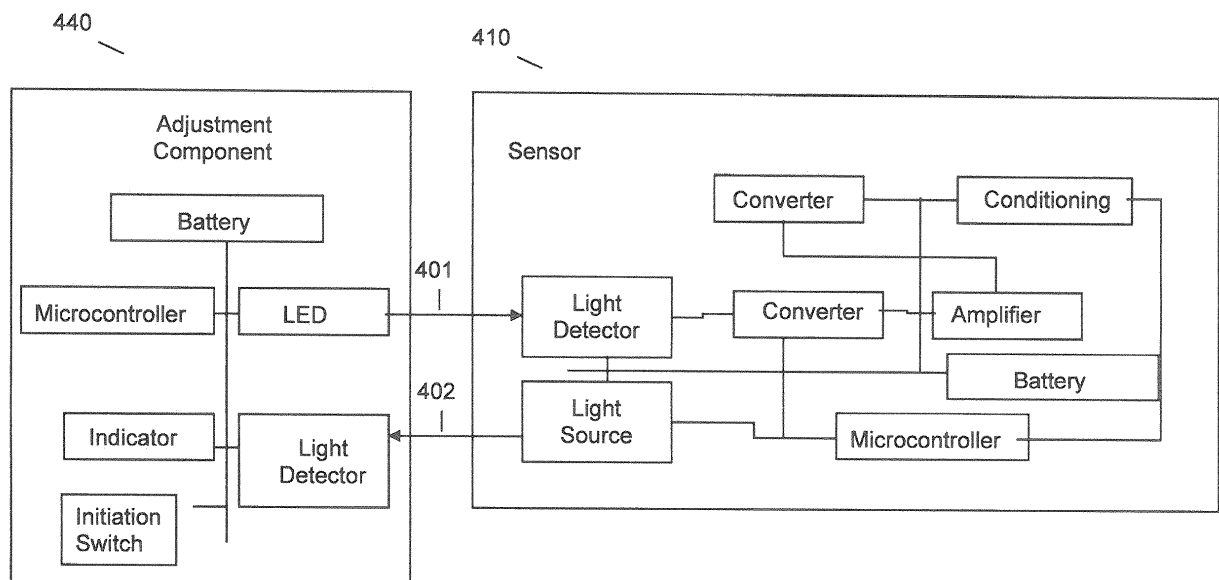 440
410
Adjustment
Component
Sensor
Battery
Converter
Conditioning
401
Microcontroller
LED
Light
Detector
Converter
Amplifier
Battery
402
Indicator
Light
Detector
Light
Source
Microcontroller
Initiation
Switch